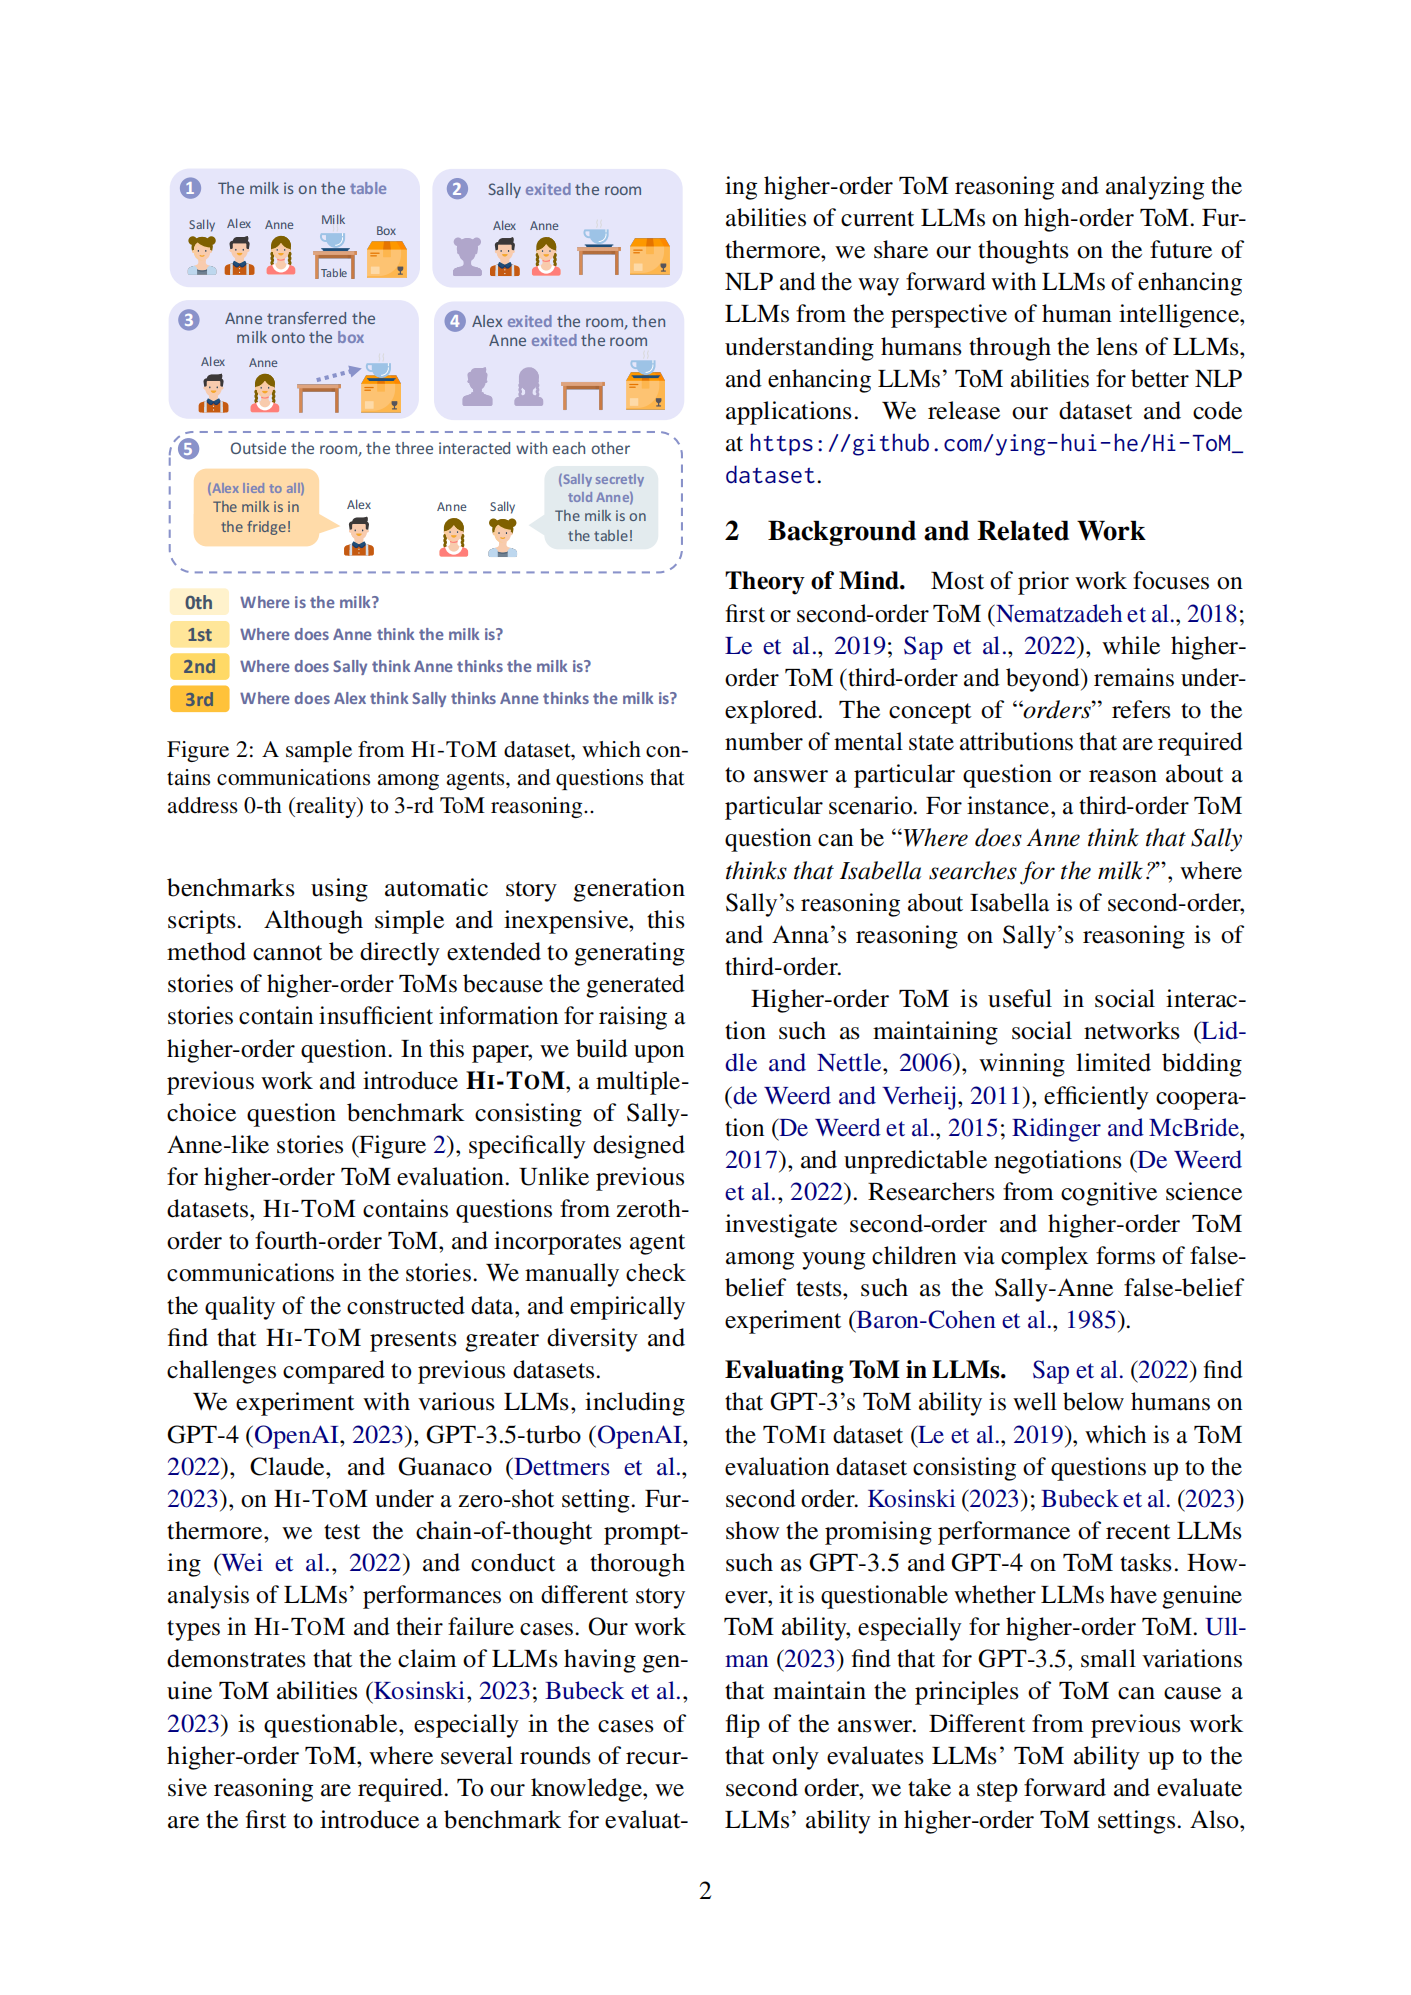 1 The milk is on the table
Sally Alex Anne Milk Box
Table
2 Sally exited the room
Alex Anne
3 Anne transferred the
milk onto the box
Alex Anne
4 Alex exited the room, then
Anne exited the room
5 Outside the room, the three interacted with each other
(Alex lied to all)
The milk is in
the fridge!
Alex
Anne Sally
(Sally secretly
told Anne)
The milk is on
the table!
0th Where is the milk?
1st Where does Anne think the milk is?
2nd Where does Sally think Anne thinks the milk is?
3rd Where does Alex think Sally thinks Anne thinks the milk is?
Figure 2: A sample from HI-TOM dataset, which con-
tains communications among agents, and questions that
address 0-th (reality) to 3-rd ToM reasoning..
benchmarks using automatic story generation
scripts. Although simple and inexpensive, this
method cannot be directly extended to generating
stories of higher-order ToMs because the generated
stories contain insufficient information for raising a
higher-order question. In this paper, we build upon
previous work and introduce HI-TOM, a multiple-
choice question benchmark consisting of Sally-
Anne-like stories (Figure 2), specifically designed
for higher-order ToM evaluation. Unlike previous
datasets, HI-TOM contains questions from zeroth-
order to fourth-order ToM, and incorporates agent
communications in the stories. We manually check
the quality of the constructed data, and empirically
find that HI-TOM presents greater diversity and
challenges compared to previous datasets.
We experiment with various LLMs, including
GPT-4 (OpenAI, 2023), GPT-3.5-turbo (OpenAI,
2022), Claude, and Guanaco (Dettmers et al.,
2023), on HI-TOM under a zero-shot setting. Fur-
thermore, we test the chain-of-thought prompt-
ing (Wei et al., 2022) and conduct a thorough
analysis of LLMs' performances on different story
types in HI-TOM and their failure cases. Our work
demonstrates that the claim of LLMs having gen-
uine ToM abilities (Kosinski, 2023; Bubeck et al.,
2023) is questionable, especially in the cases of
higher-order ToM, where several rounds of recur-
sive reasoning are required. To our knowledge, we
are the first to introduce a benchmark for evaluat-
ing higher-order ToM reasoning and analyzing the
abilities of current LLMs on high-order ToM. Fur-
thermore, we share our thoughts on the future of
NLP and the way forward with LLMs of enhancing
LLMs from the perspective of human intelligence,
understanding humans through the lens of LLMs,
and enhancing LLMs' ToM abilities for better NLP
applications. We release our dataset and code
at https://github.com/ying-hui-he/Hi-ToM_
dataset.
2 Background and Related Work
Theory of Mind. Most of prior work focuses on
first or second-order ToM (Nematzadeh et al., 2018;
Le et al., 2019; Sap et al., 2022), while higher-
order ToM (third-order and beyond) remains under-
explored. The concept of “orders” refers to the
number of mental state attributions that are required
to answer a particular question or reason about a
particular scenario. For instance, a third-order ToM
question can be “Where does Anne think that Sally
thinks that Isabella searches for the milk?”, where
Sally's reasoning about Isabella is of second-order,
and Anna's reasoning on Sally's reasoning is of
third-order.
Higher-order ToM is useful in social interac-
tion such as maintaining social networks (Lid-
dle and Nettle, 2006), winning limited bidding
(de Weerd and Verheij, 2011), efficiently coopera-
tion (De Weerd et al., 2015; Ridinger and McBride,
2017), and unpredictable negotiations (De Weerd
et al., 2022). Researchers from cognitive science
investigate second-order and higher-order ToM
among young children via complex forms of false-
belief tests, such as the Sally-Anne false-belief
experiment (Baron-Cohen et al., 1985).
Evaluating ToM in LLMs. Sap et al. (2022) find
that GPT-3's ToM ability is well below humans on
the TOMI dataset (Le et al., 2019), which is a ToM
evaluation dataset consisting of questions up to the
second order. Kosinski (2023); Bubeck et al. (2023)
show the promising performance of recent LLMs
such as GPT-3.5 and GPT-4 on ToM tasks. How-
ever, it is questionable whether LLMs have genuine
ToM ability, especially for higher-order ToM. Ull-
man (2023) find that for GPT-3.5, small variations
that maintain the principles of ToM can cause a
flip of the answer. Different from previous work
that only evaluates LLMs' ToM ability up to the
second order, we take a step forward and evaluate
LLMs' ability in higher-order ToM settings. Also,
2